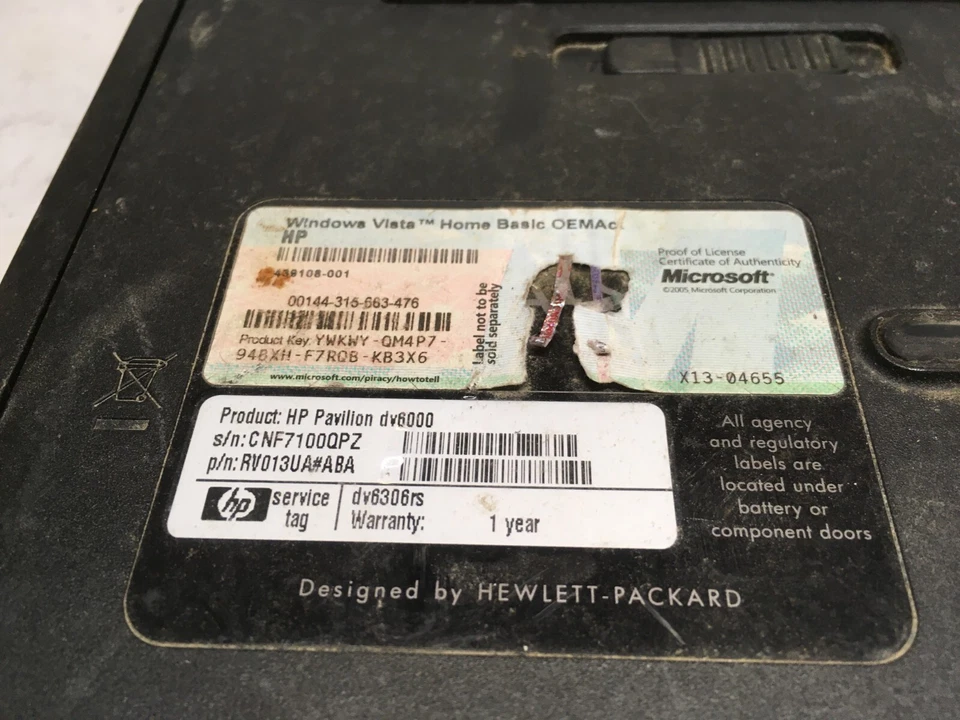 Windows Vista™ Home Basic OEMAc
HP
108-001
00144-315-663-476
Product Key: YWKWY-QM4P7-
948XH-F7RQB-KB3X6
www.microsoft.com/piracy/howtotell
Label not to be
sold separately
Proof of License
Certificate of Authenticity
Microsoft®
©2005 Microsoft Corporation
X13-04655
Product: HP Pavilion dv6000
s/n: CNF7100QPZ
p/n: RV013UA#ABA
hp service
tag
dv6306rs
Warranty: 1 year
All agency
and regulatory
labels are
located under
battery or
component doors
Designed by HEWLETT-PACKARD